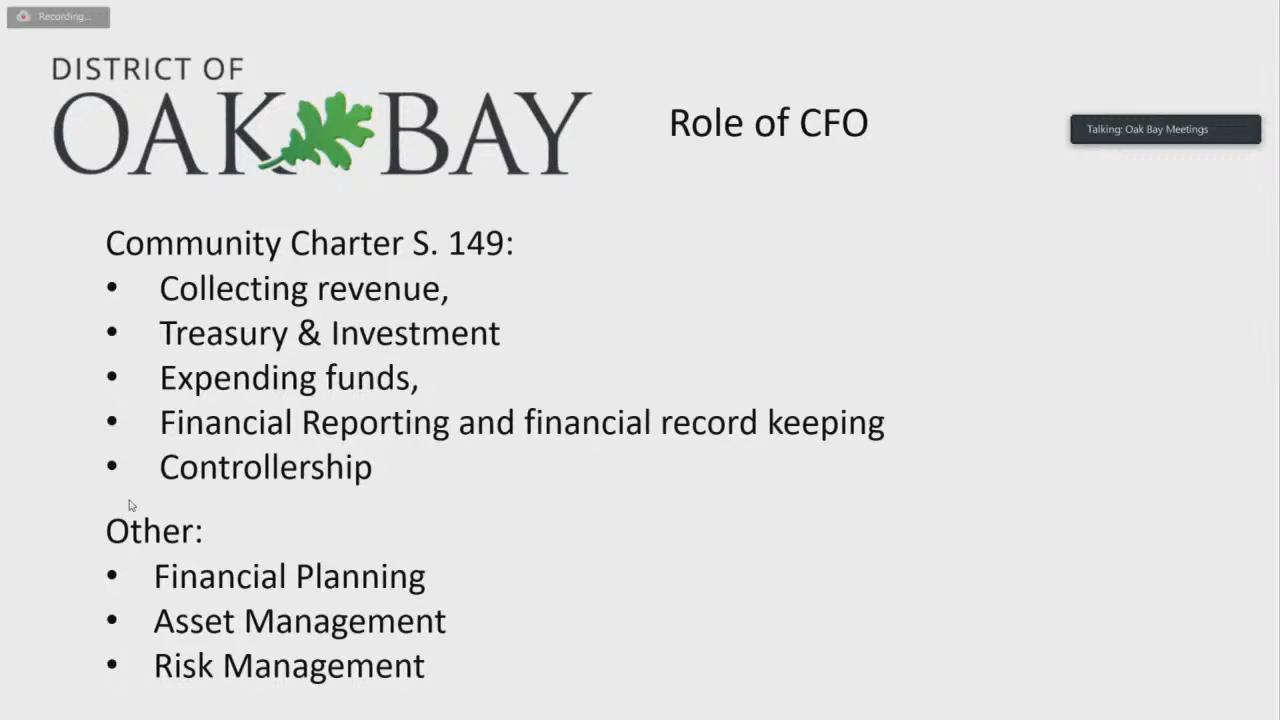 Recording...
DISTRICT OF
OAK BAY
Role of CFO
Talking: Oak Bay Meetings
Community Charter S. 149:
• Collecting revenue,
• Treasury & Investment
• Expending funds,
• Financial Reporting and financial record keeping
• Controllership
Other:
• Financial Planning
• Asset Management
• Risk Management